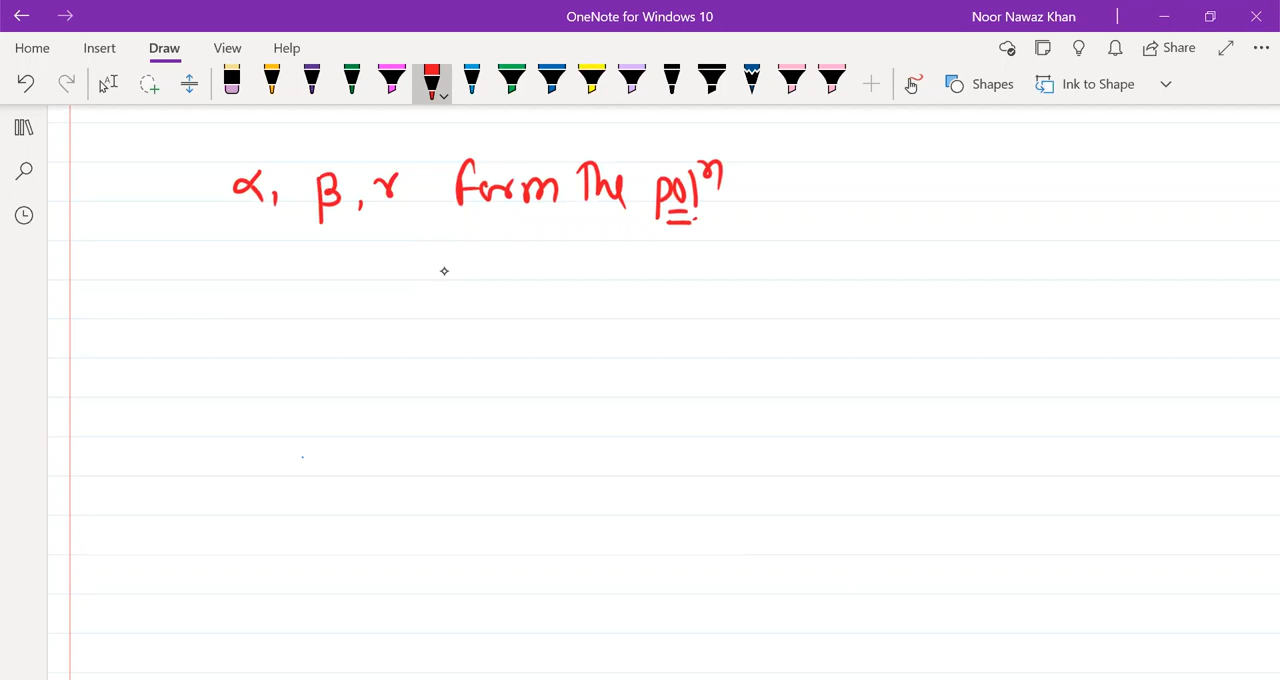 OneNote for Windows 10
Noor Nawaz Khan
Home Insert Draw View Help
Share
Shapes
Ink to Shape
α, β, r form The polⁿ